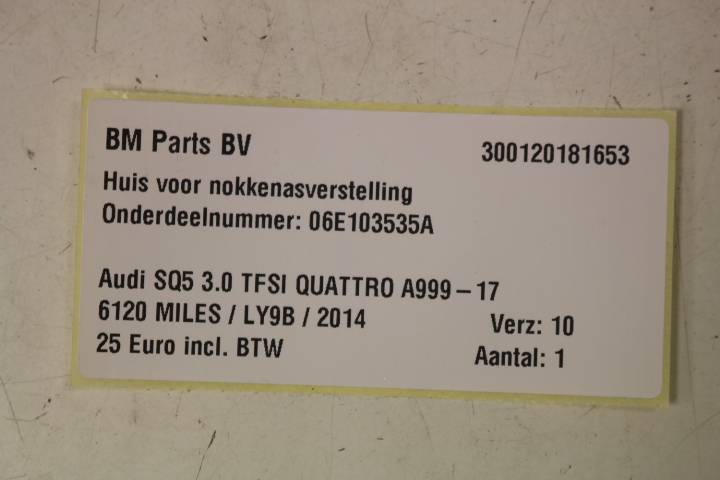 BM Parts BV 300120181653
Huis voor nokkenasverstelling
Onderdeelnummer: 06E103535A
Audi SQ5 3.0 TFSI QUATTRO A999-17
6120 MILES / LY9B / 2014 Verz: 10
25 Euro incl. BTW Aantal: 1